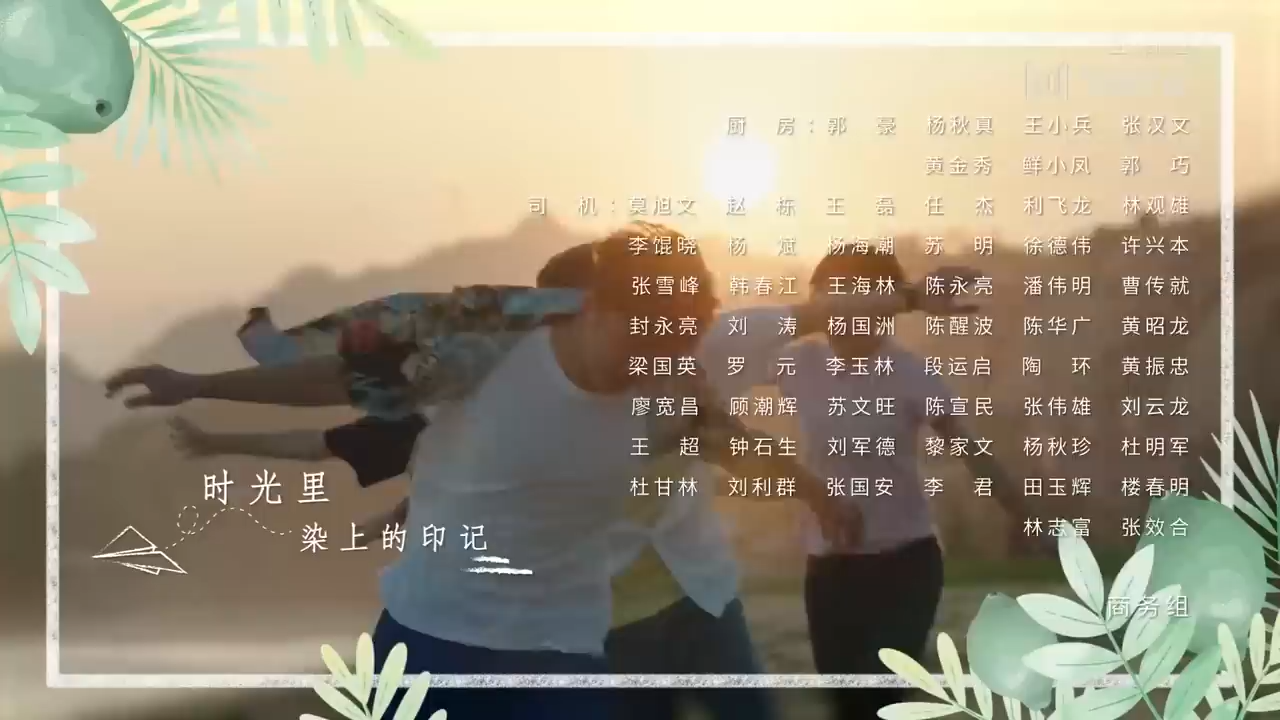 厨 房：郭 豪 杨秋真 王小兵 张汉文
黄金秀 鲜小凤 郭 巧
司 机：莫旭文 赵 栋 王 磊 任 杰 利飞龙 林观雄
李馄晓 杨 斌 杨海潮 苏 明 徐德伟 许兴本
张雪峰 韩春江 王海林 陈永亮 潘伟明 曹传就
封永亮 刘 涛 杨国洲 陈醒波 陈华广 黄昭龙
梁国英 罗 元 李玉林 段运启 陶 环 黄振忠
廖宽昌 顾潮辉 苏文旺 陈宣民 张伟雄 刘云龙
王 超 钟石生 刘军德 黎家文 杨秋珍 杜明军
杜甘林 刘利群 张国安 李 君 田玉辉 楼春明
林志富 张效合
商务组
时光里
染上的印记